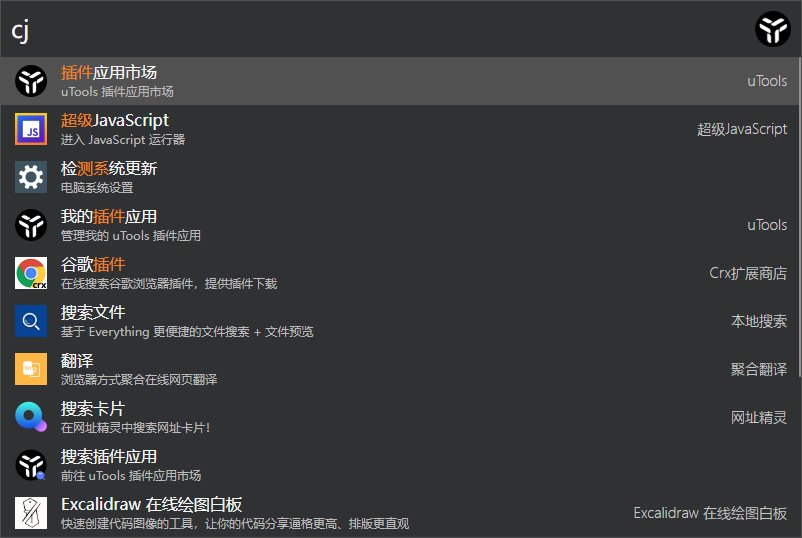 cj
插件应用市场
uTools 插件应用市场
uTools
超级JavaScript
进入 JavaScript 运行器
超级JavaScript
检测系统更新
电脑系统设置
我的插件应用
管理我的 uTools 插件应用
uTools
谷歌插件
在线搜索谷歌浏览器插件，提供插件下载
Crx扩展商店
搜索文件
基于 Everything 更便捷的文件搜索 + 文件预览
本地搜索
翻译
浏览器方式聚合在线网页翻译
聚合翻译
搜索卡片
在网址精灵中搜索网址卡片！
网址精灵
搜索插件应用
前往 uTools 插件应用市场
Excalidraw 在线绘图白板
快速创建代码图像的工具，让你的代码分享逼格更高、排版更直观
Excalidraw 在线绘图白板
JS
crx